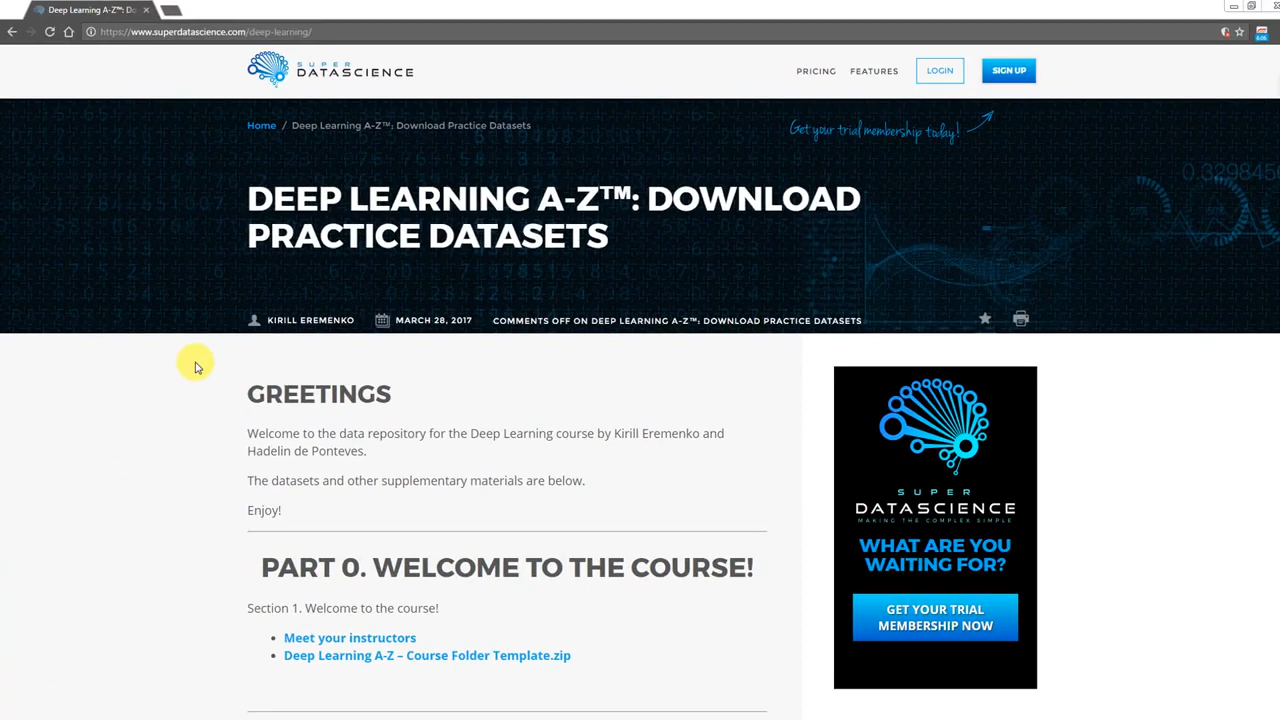 Deep Learning A-Z™: Do
https://www.superdatascience.com/deep-learning/
SUPER
DATASCIENCE
PRICING
FEATURES
LOGIN
SIGN UP
Home / Deep Learning A-Z™: Download Practice Datasets
Get your trial membership today!
0.329845
DEEP LEARNING A-Z™: DOWNLOAD
PRACTICE DATASETS
KIRILL EREMENKO
MARCH 28, 2017
COMMENTS OFF ON DEEP LEARNING A-Z™: DOWNLOAD PRACTICE DATASETS
GREETINGS
Welcome to the data repository for the Deep Learning course by Kirill Eremenko and
Hadelin de Ponteves.
The datasets and other supplementary materials are below.
Enjoy!
PART 0. WELCOME TO THE COURSE!
Section 1. Welcome to the course!
Meet your instructors
Deep Learning A-Z – Course Folder Template.zip
SUPER
DATASCIENCE
MAKING THE COMPLEX SIMPLE
WHAT ARE YOU
WAITING FOR?
GET YOUR TRIAL
MEMBERSHIP NOW